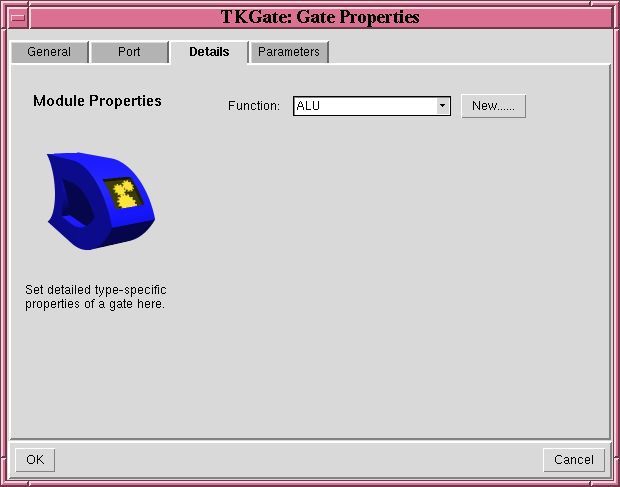 TKGate: Gate Properties
General Port Details Parameters
Module Properties
Function: ALU New......
Set detailed type-specific
properties of a gate here.
OK Cancel